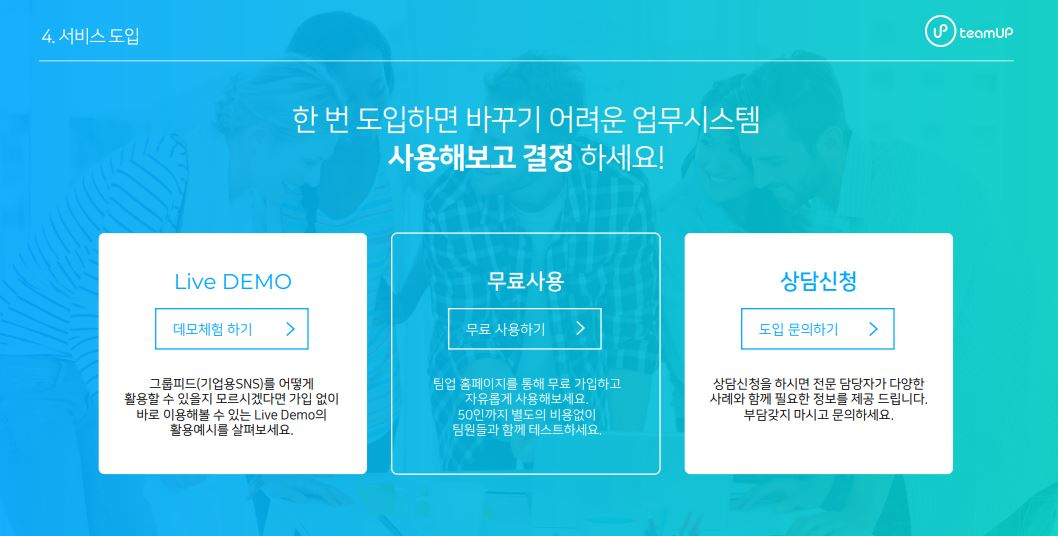 4. 서비스 도입
teamUP
한 번 도입하면 바꾸기 어려운 업무시스템
사용해보고 결정 하세요!
Live DEMO
데모체험 하기
그룹피드(기업용SNS)를 어떻게
활용할 수 있을지 모르시겠다면 가입 없이
바로 이용해볼 수 있는 Live Demo의
활용예시를 살펴보세요.
무료사용
무료 사용하기
팀업 홈페이지를 통해 무료 가입하고
자유롭게 사용해보세요.
50인까지 별도의 비용없이
팀원들과 함께 테스트하세요.
상담신청
도입 문의하기
상담신청을 하시면 전문 담당자가 다양한
사례와 함께 필요한 정보를 제공 드립니다.
부담갖지 마시고 문의하세요.